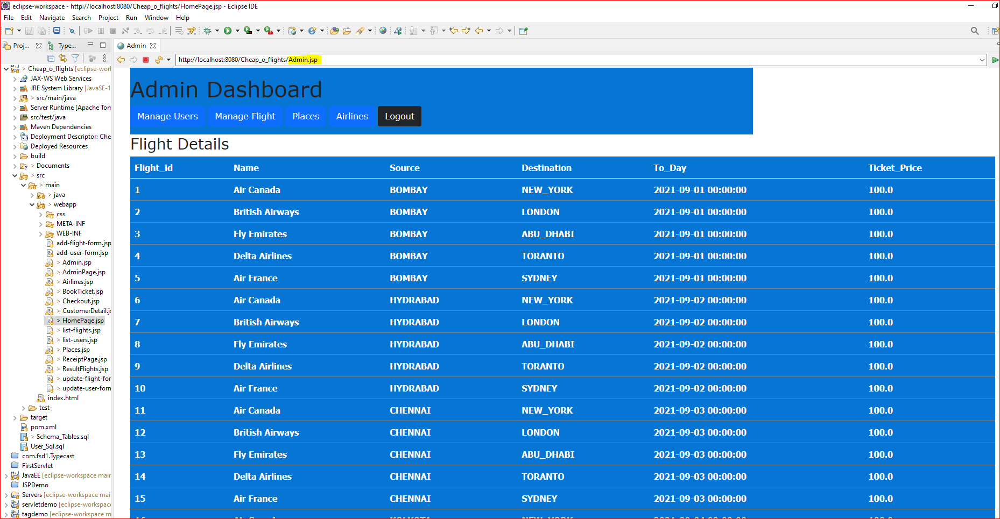 eclipse-workspace - http://localhost:8080/Cheap_o_flights/HomePage.jsp - Eclipse IDE
File Edit Navigate Search Project Run Window Help
Proj... Type...
Admin
http://localhost:8080/Cheap_o_flights/Admin.jsp
> Cheap_o_flights [eclipse-worl
JAX-WS Web Services
JRE System Library [JavaSE-1
> src/main/java
Server Runtime [Apache Tom
src/test/java
Maven Dependencies
Deployment Descriptor: Che
Deployed Resources
build
> Documents
> src
> main
> java
> webapp
css
META-INF
WEB-INF
add-flight-form.jsp
add-user-form.jsp
> Admin.jsp
> AdminPage.jsp
> Airlines.jsp
> BookTicket.jsp
> Checkout.jsp
> CustomerDetail.js
> HomePage.jsp
> list-flights.jsp
> list-users.jsp
> Places.jsp
> ReceiptPage.jsp
> ResultFlights.jsp
> update-flight-for
> update-user-form
index.html
test
target
pom.xml
> Schema_Tables.sql
User_Sql.sql
com.fsd1.Typecast
FirstServlet
JavaEE [eclipse-workspace main
JSPDemo
Servers [eclipse-workspace mai
servletdemo [eclipse-workspace
tagdemo [eclipse-workspace m
Admin Dashboard
Manage Users Manage Flight Places Airlines Logout
Flight Details
Flight_id Name Source Destination To_Day Ticket_Price
1 Air Canada BOMBAY NEW_YORK 2021-09-01 00:00:00 100.0
2 British Airways BOMBAY LONDON 2021-09-01 00:00:00 100.0
3 Fly Emirates BOMBAY ABU_DHABI 2021-09-01 00:00:00 100.0
4 Delta Airlines BOMBAY TORANTO 2021-09-01 00:00:00 100.0
5 Air France BOMBAY SYDNEY 2021-09-01 00:00:00 100.0
6 Air Canada HYDRABAD NEW_YORK 2021-09-02 00:00:00 100.0
7 British Airways HYDRABAD LONDON 2021-09-02 00:00:00 100.0
8 Fly Emirates HYDRABAD ABU_DHABI 2021-09-02 00:00:00 100.0
9 Delta Airlines HYDRABAD TORANTO 2021-09-02 00:00:00 100.0
10 Air France HYDRABAD SYDNEY 2021-09-02 00:00:00 100.0
11 Air Canada CHENNAI NEW_YORK 2021-09-03 00:00:00 100.0
12 British Airways CHENNAI LONDON 2021-09-03 00:00:00 100.0
13 Fly Emirates CHENNAI ABU_DHABI 2021-09-03 00:00:00 100.0
14 Delta Airlines CHENNAI TORANTO 2021-09-03 00:00:00 100.0
15 Air France CHENNAI SYDNEY 2021-09-03 00:00:00 100.0